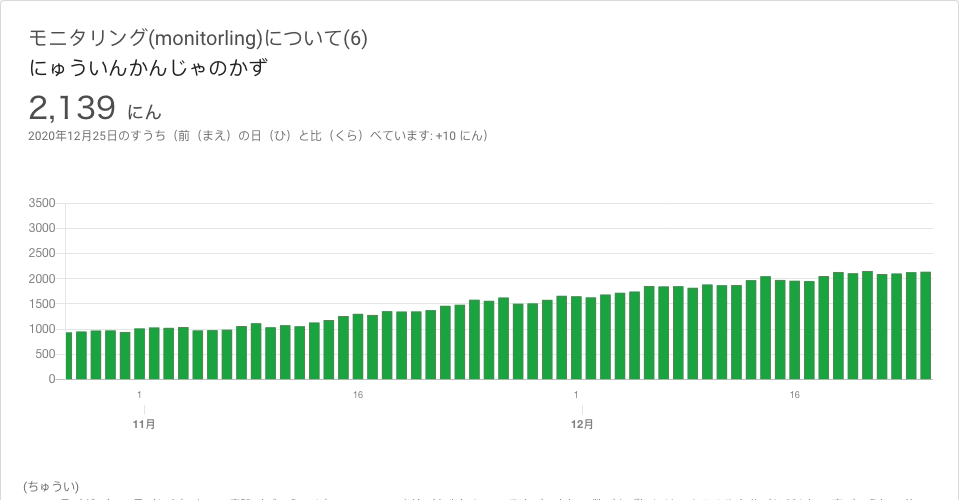 モニタリング(monitorling)について(6)
にゅういんかんじゃのかず
2,139 にん
2020年12月25日のすうち（前（まえ）の日（ひ）と比（くら）べています: +10 にん）
3500
3000
2500
2000
1500
1000
500
0
1 16 1 16
11月 12月
(ちゅうい)